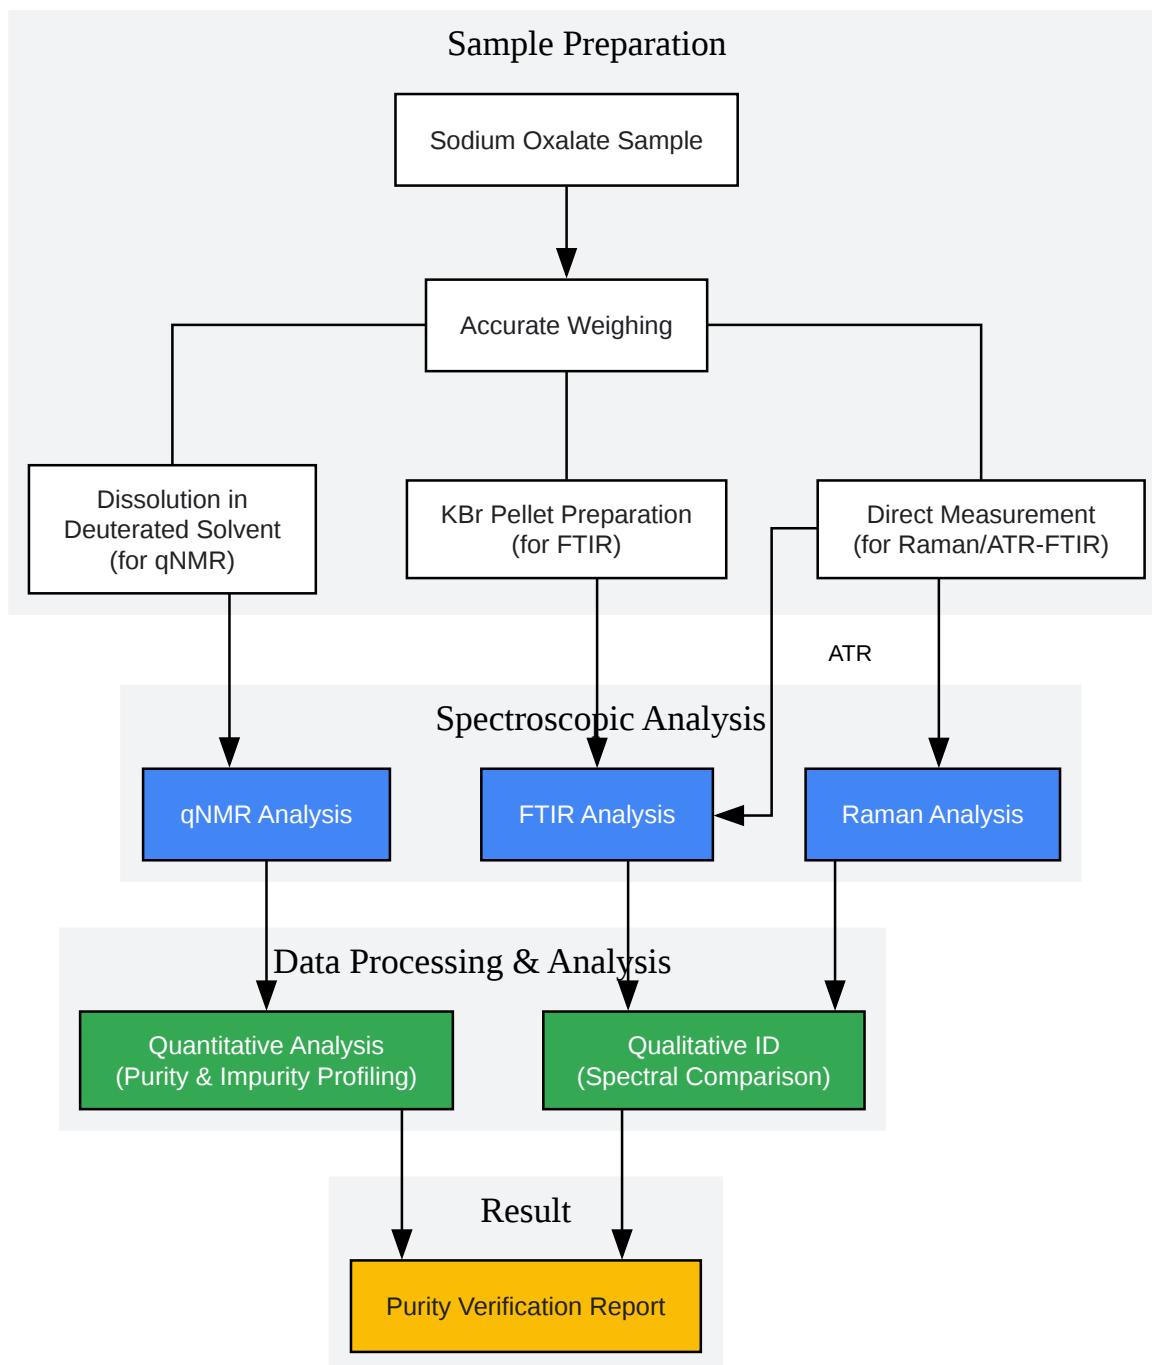 Sample Preparation
Sodium Oxalate Sample
Accurate Weighing
Dissolution in
Deuterated Solvent
(for qNMR)
KBr Pellet Preparation
(for FTIR)
Direct Measurement
(for Raman/ATR-FTIR)
ATR
Spectroscopic Analysis
qNMR Analysis
FTIR Analysis
Raman Analysis
Data Processing & Analysis
Quantitative Analysis
(Purity & Impurity Profiling)
Qualitative ID
(Spectral Comparison)
Result
Purity Verification Report